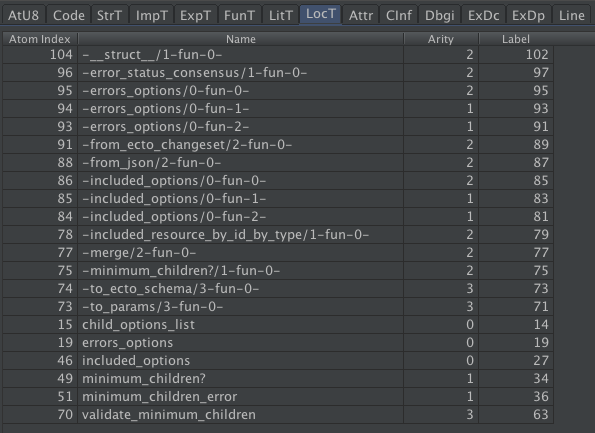 AtU8 Code StrT ImpT ExpT FunT LitT LocT Attr CInf Dbgi ExDc ExDp Line
Atom Index Name Arity Label
104 -__struct__/1-fun-0- 2 102
96 -error_status_consensus/1-fun-0- 2 97
95 -errors_options/0-fun-0- 2 95
94 -errors_options/0-fun-1- 1 93
93 -errors_options/0-fun-2- 1 91
91 -from_ecto_changeset/2-fun-0- 2 89
88 -from_json/2-fun-0- 2 87
86 -included_options/0-fun-0- 2 85
85 -included_options/0-fun-1- 1 83
84 -included_options/0-fun-2- 1 81
78 -included_resource_by_id_by_type/1-fun-0- 2 79
77 -merge/2-fun-0- 2 77
75 -minimum_children?/1-fun-0- 2 75
74 -to_ecto_schema/3-fun-0- 3 73
73 -to_params/3-fun-0- 3 71
15 child_options_list 0 14
19 errors_options 0 19
46 included_options 0 27
49 minimum_children? 1 34
51 minimum_children_error 1 36
70 validate_minimum_children 3 63